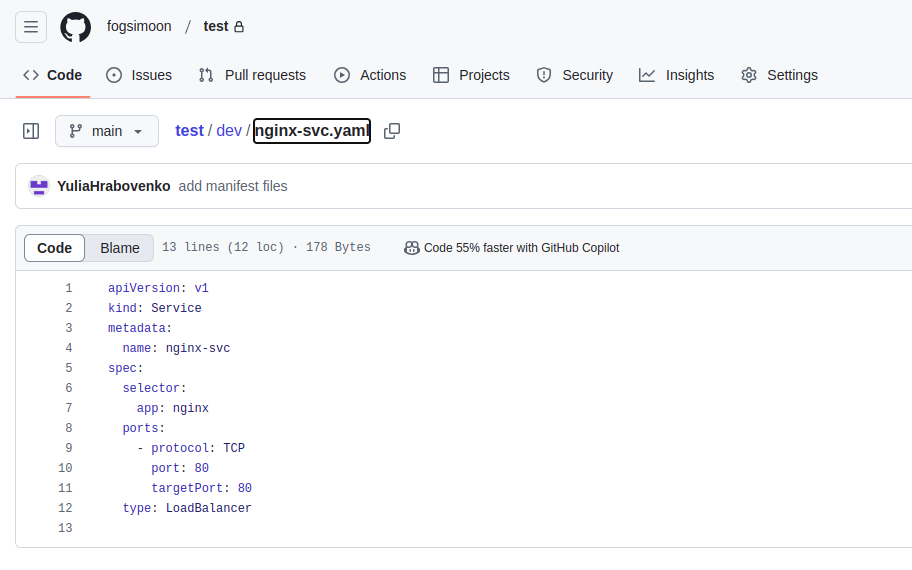 fogsimoon / test
Code Issues Pull requests Actions Projects Security Insights Settings
main test / dev / nginx-svc.yaml
YuliaHrabovenko add manifest files
Code Blame 13 lines (12 loc) · 178 Bytes Code 55% faster with GitHub Copilot
1 apiVersion: v1
2 kind: Service
3 metadata:
4   name: nginx-svc
5 spec:
6   selector:
7     app: nginx
8   ports:
9     - protocol: TCP
10       port: 80
11       targetPort: 80
12   type: LoadBalancer
13